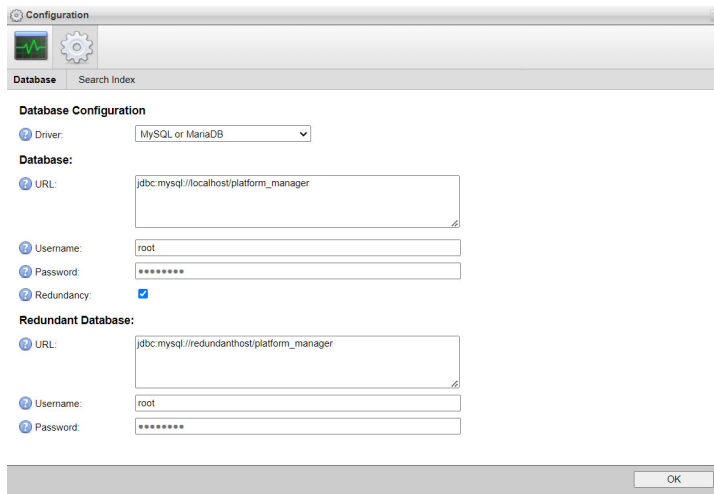 Configuration
Database Search Index
Database Configuration
Driver: MySQL or MariaDB
Database:
URL: jdbc:mysql://localhost/platform_manager
Username: root
Password: ●●●●●●●●
Redundancy:
Redundant Database:
URL: jdbc:mysql://redundanthost/platform_manager
Username: root
Password: ●●●●●●●●
OK